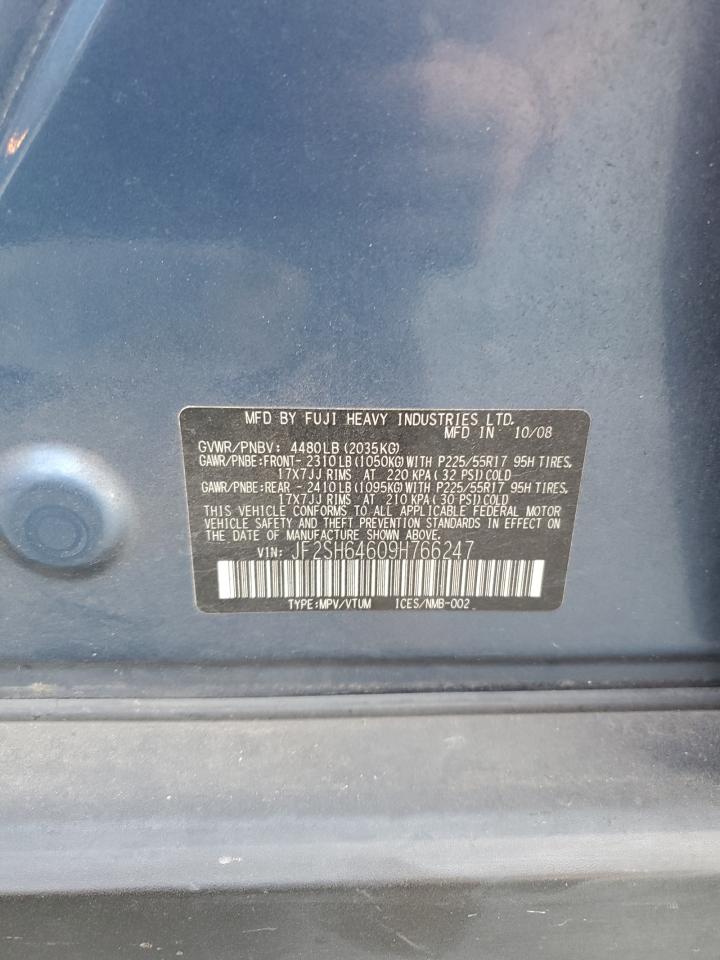 MFD BY FUJI HEAVY INDUSTRIES LTD.
MFD IN 10/08
GVWR/PNBV: 4480LB (2035KG)
GAWR/PNBE:FRONT- 2310LB (1050KG) WITH P225/55R17 95H TIRES,
17X7JJ RIMS AT 220 KPA ( 32 PSI) COLD
GAWR/PNBE:REAR - 2410LB (1095KG) WITH P225/55R17 95H TIRES,
17X7JJ RIMS AT 210 KPA ( 30 PSI) COLD
THIS VEHICLE CONFORMS TO ALL APPLICABLE FEDERAL MOTOR
VEHICLE SAFETY AND THEFT PREVENTION STANDARDS IN EFFECT ON
THE DATE OF MANUFACTURE SHOWN ABOVE.
VIN: JF2SH64609H766247
TYPE:MPV/VTUM ICES/NMB-002